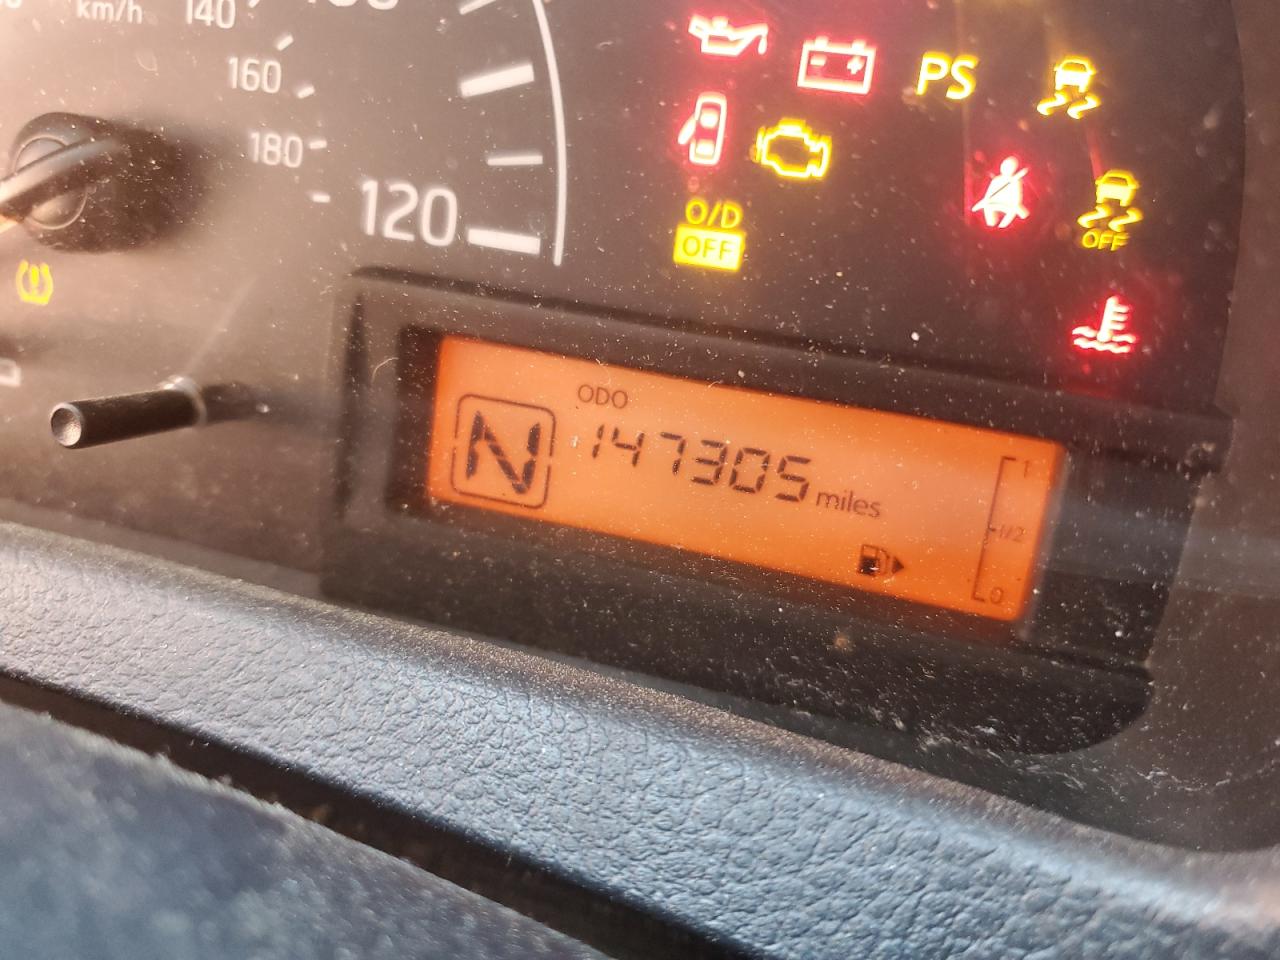 km/h
140
160
180
120
PS
O/D
OFF
OFF
ODO
N
147305 miles
1
1/2
0